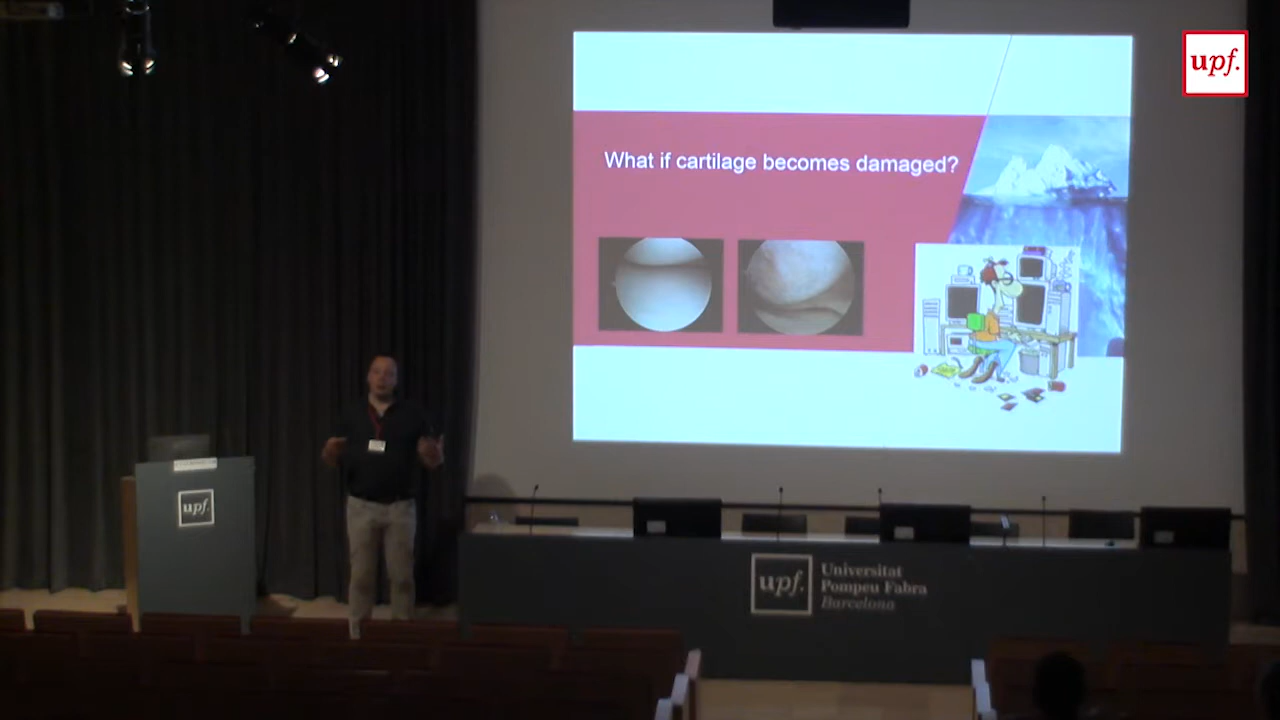 upf.
What if cartilage becomes damaged?
upf.
upf.
Universitat
Pompeu Fabra
Barcelona